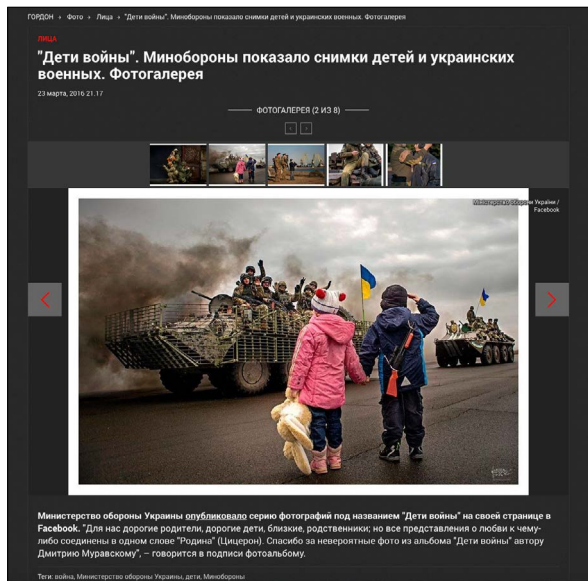 ГОРДОН • Фото • Лица • "Дети войны". Минобороны показало снимки детей и украинских военных. Фотогалерея
ЛИЦА
"Дети войны". Минобороны показало снимки детей и украинских
военных. Фотогалерея
23 марта, 2016 21.17
ФОТОГАЛЕРЕЯ (2 ИЗ 8)
Міністерство оборони України /
Facebook
Министерство обороны Украины опубликовало серию фотографий под названием "Дети войны" на своей странице в
Facebook. "Для нас дорогие родители, дорогие дети, близкие, родственники; но все представления о любви к чему-
либо соединены в одном слове "Родина" (Цицерон). Спасибо за невероятные фото из альбома "Дети войны" автору
Дмитрию Муравскому", – говорится в подписи фотоальбому.
Теги: война, Министерство обороны Украины, дети, Минобороны